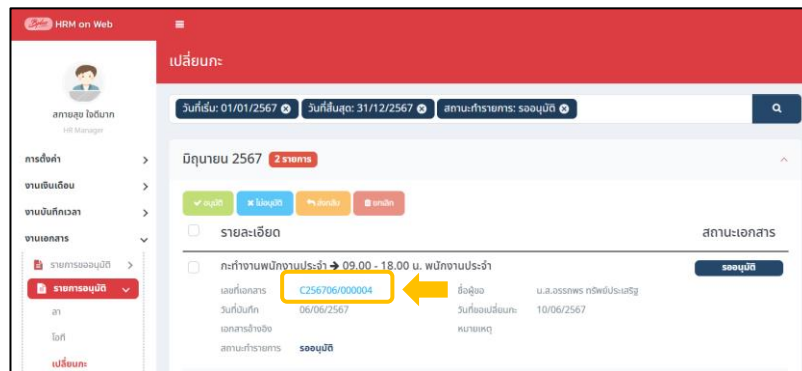 Byte HRM on Web
เปลี่ยนกะ
สกายสุข ใจดีมาก
HR Manager
วันที่เริ่ม: 01/01/2567
วันที่สิ้นสุด: 31/12/2567
สถานะทำรายการ: รออนุมัติ
การตั้งค่า
งานเงินเดือน
งานบันทึกเวลา
งานเอกสาร
รายการขออนุมัติ
รายการอนุมัติ
ลา
โอที
เปลี่ยนกะ
มิถุนายน 2567 2 รายการ
อนุมัติ
ไม่อนุมัติ
ส่งกลับ
ยกเลิก
รายละเอียด
สถานะเอกสาร
กะทำงานพนักงานประจำ → 09.00 - 18.00 น. พนักงานประจำ
รออนุมัติ
เลขที่เอกสาร C256706/000004
ชื่อผู้ขอ น.ส.อรรถพร ทรัพย์ประเสริฐ
วันที่บันทึก 06/06/2567
วันที่ขอเปลี่ยนกะ 10/06/2567
เอกสารอ้างอิง
หมายเหตุ
สถานะทำรายการ รออนุมัติ